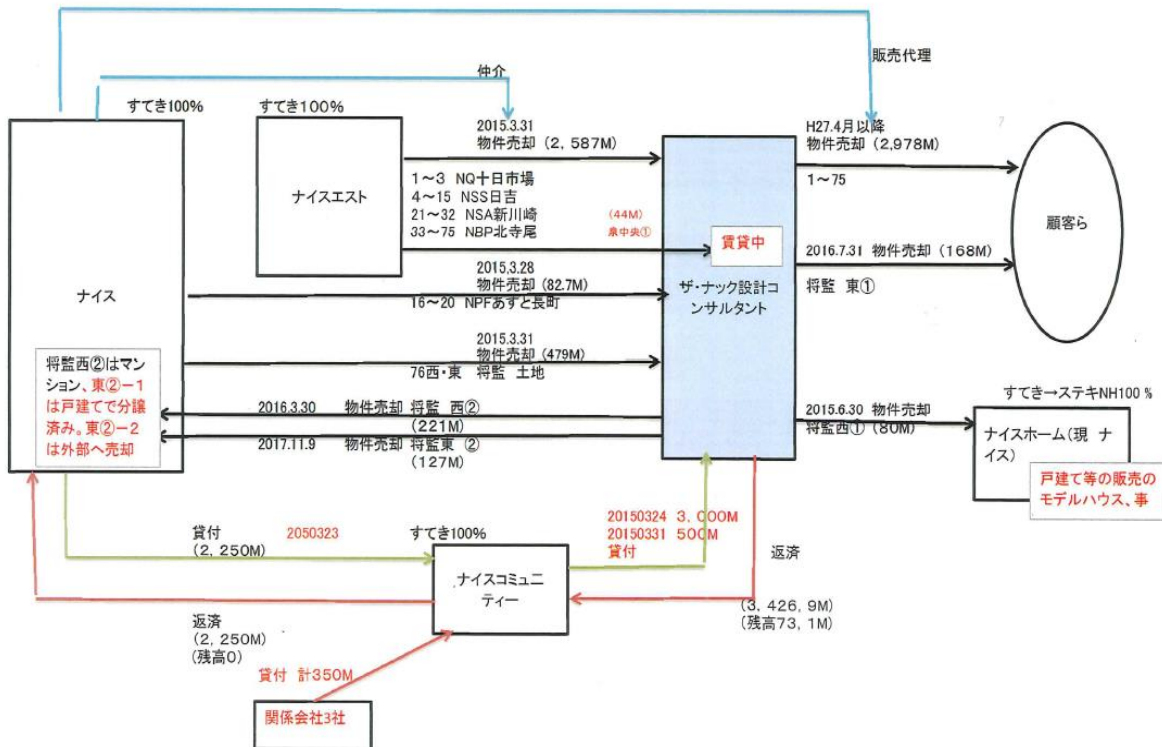 販売代理
仲介
すてき100%
すてき100%
ナイス
ナイスエスト
2015.3.31
物件売却 (2,587M)
1～3 NQ十日市場
4～15 NSS日吉
21～32 NSA新川崎
33～75 NBP北寺尾
(44M)
泉中央①
賃貸中
ザ・ナック設計コ
ンサルタント
H27.4月以降
物件売却 (2,978M)
1～75
顧客ら
2016.7.31 物件売却 (168M)
将監 東①
2015.3.28
物件売却 (82.7M)
16～20 NPFあすと長町
2015.3.31
物件売却 (479M)
76西・東 将監 土地
将監西②はマン
ション、東②－1
は戸建てで分譲
済み。東②－2
は外部へ売却
2016.3.30 物件売却 将監 西②
(221M)
2017.11.9 物件売却 将監東 ②
(127M)
すてき→ステキNH100 %
2015.6.30 物件売却
将監西① (80M)
ナイスホーム(現 ナ
イス)
戸建て等の販売の
モデルハウス、事
貸付 2050323
(2,250M)
すてき100%
ナイスコミュニ
ティー
20150324 3,000M
20150331 500M
貸付
返済
(3,426,9M)
(残高73,1M)
返済
(2,250M)
(残高0)
貸付 計350M
関係会社3社